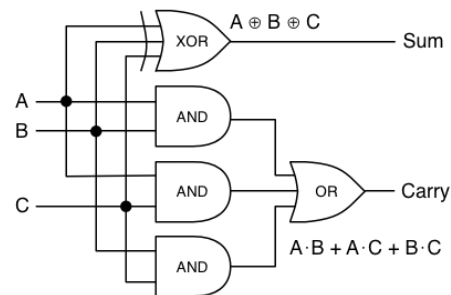 A ⊕ B ⊕ C
XOR
Sum
A
AND
B
AND
OR
Carry
C
A·B + A·C + B·C
AND